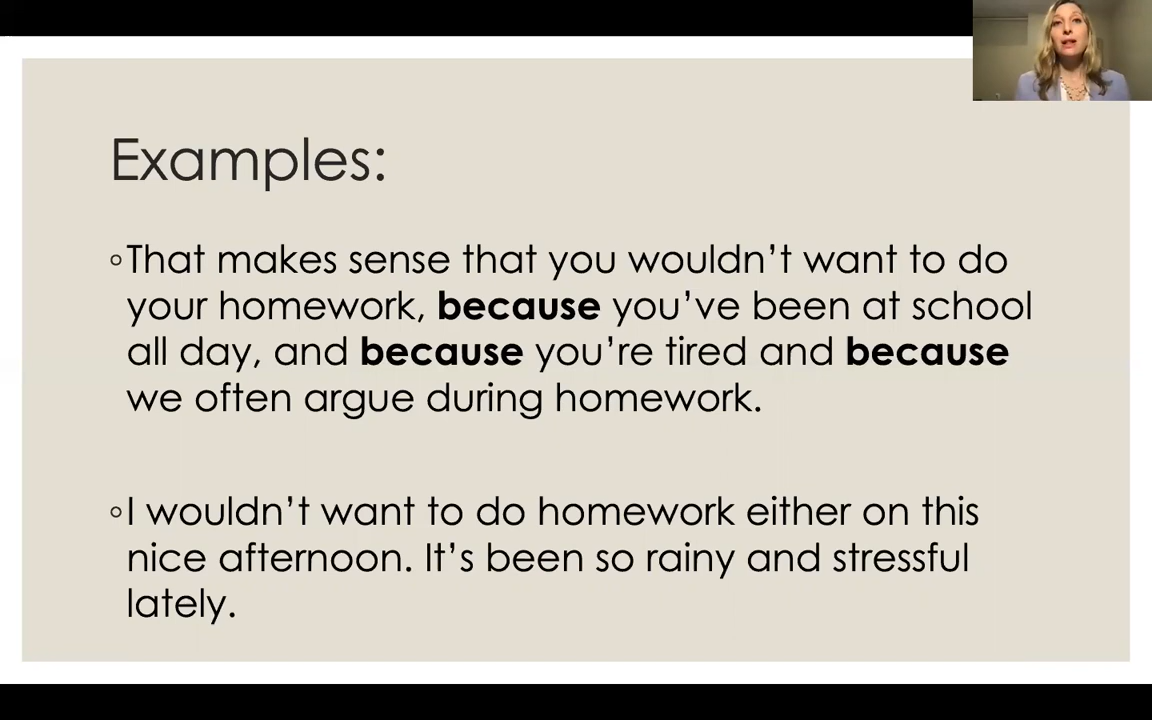 Examples:
◦That makes sense that you wouldn’t want to do
your homework, because you’ve been at school
all day, and because you’re tired and because
we often argue during homework.
◦I wouldn’t want to do homework either on this
nice afternoon. It’s been so rainy and stressful
lately.